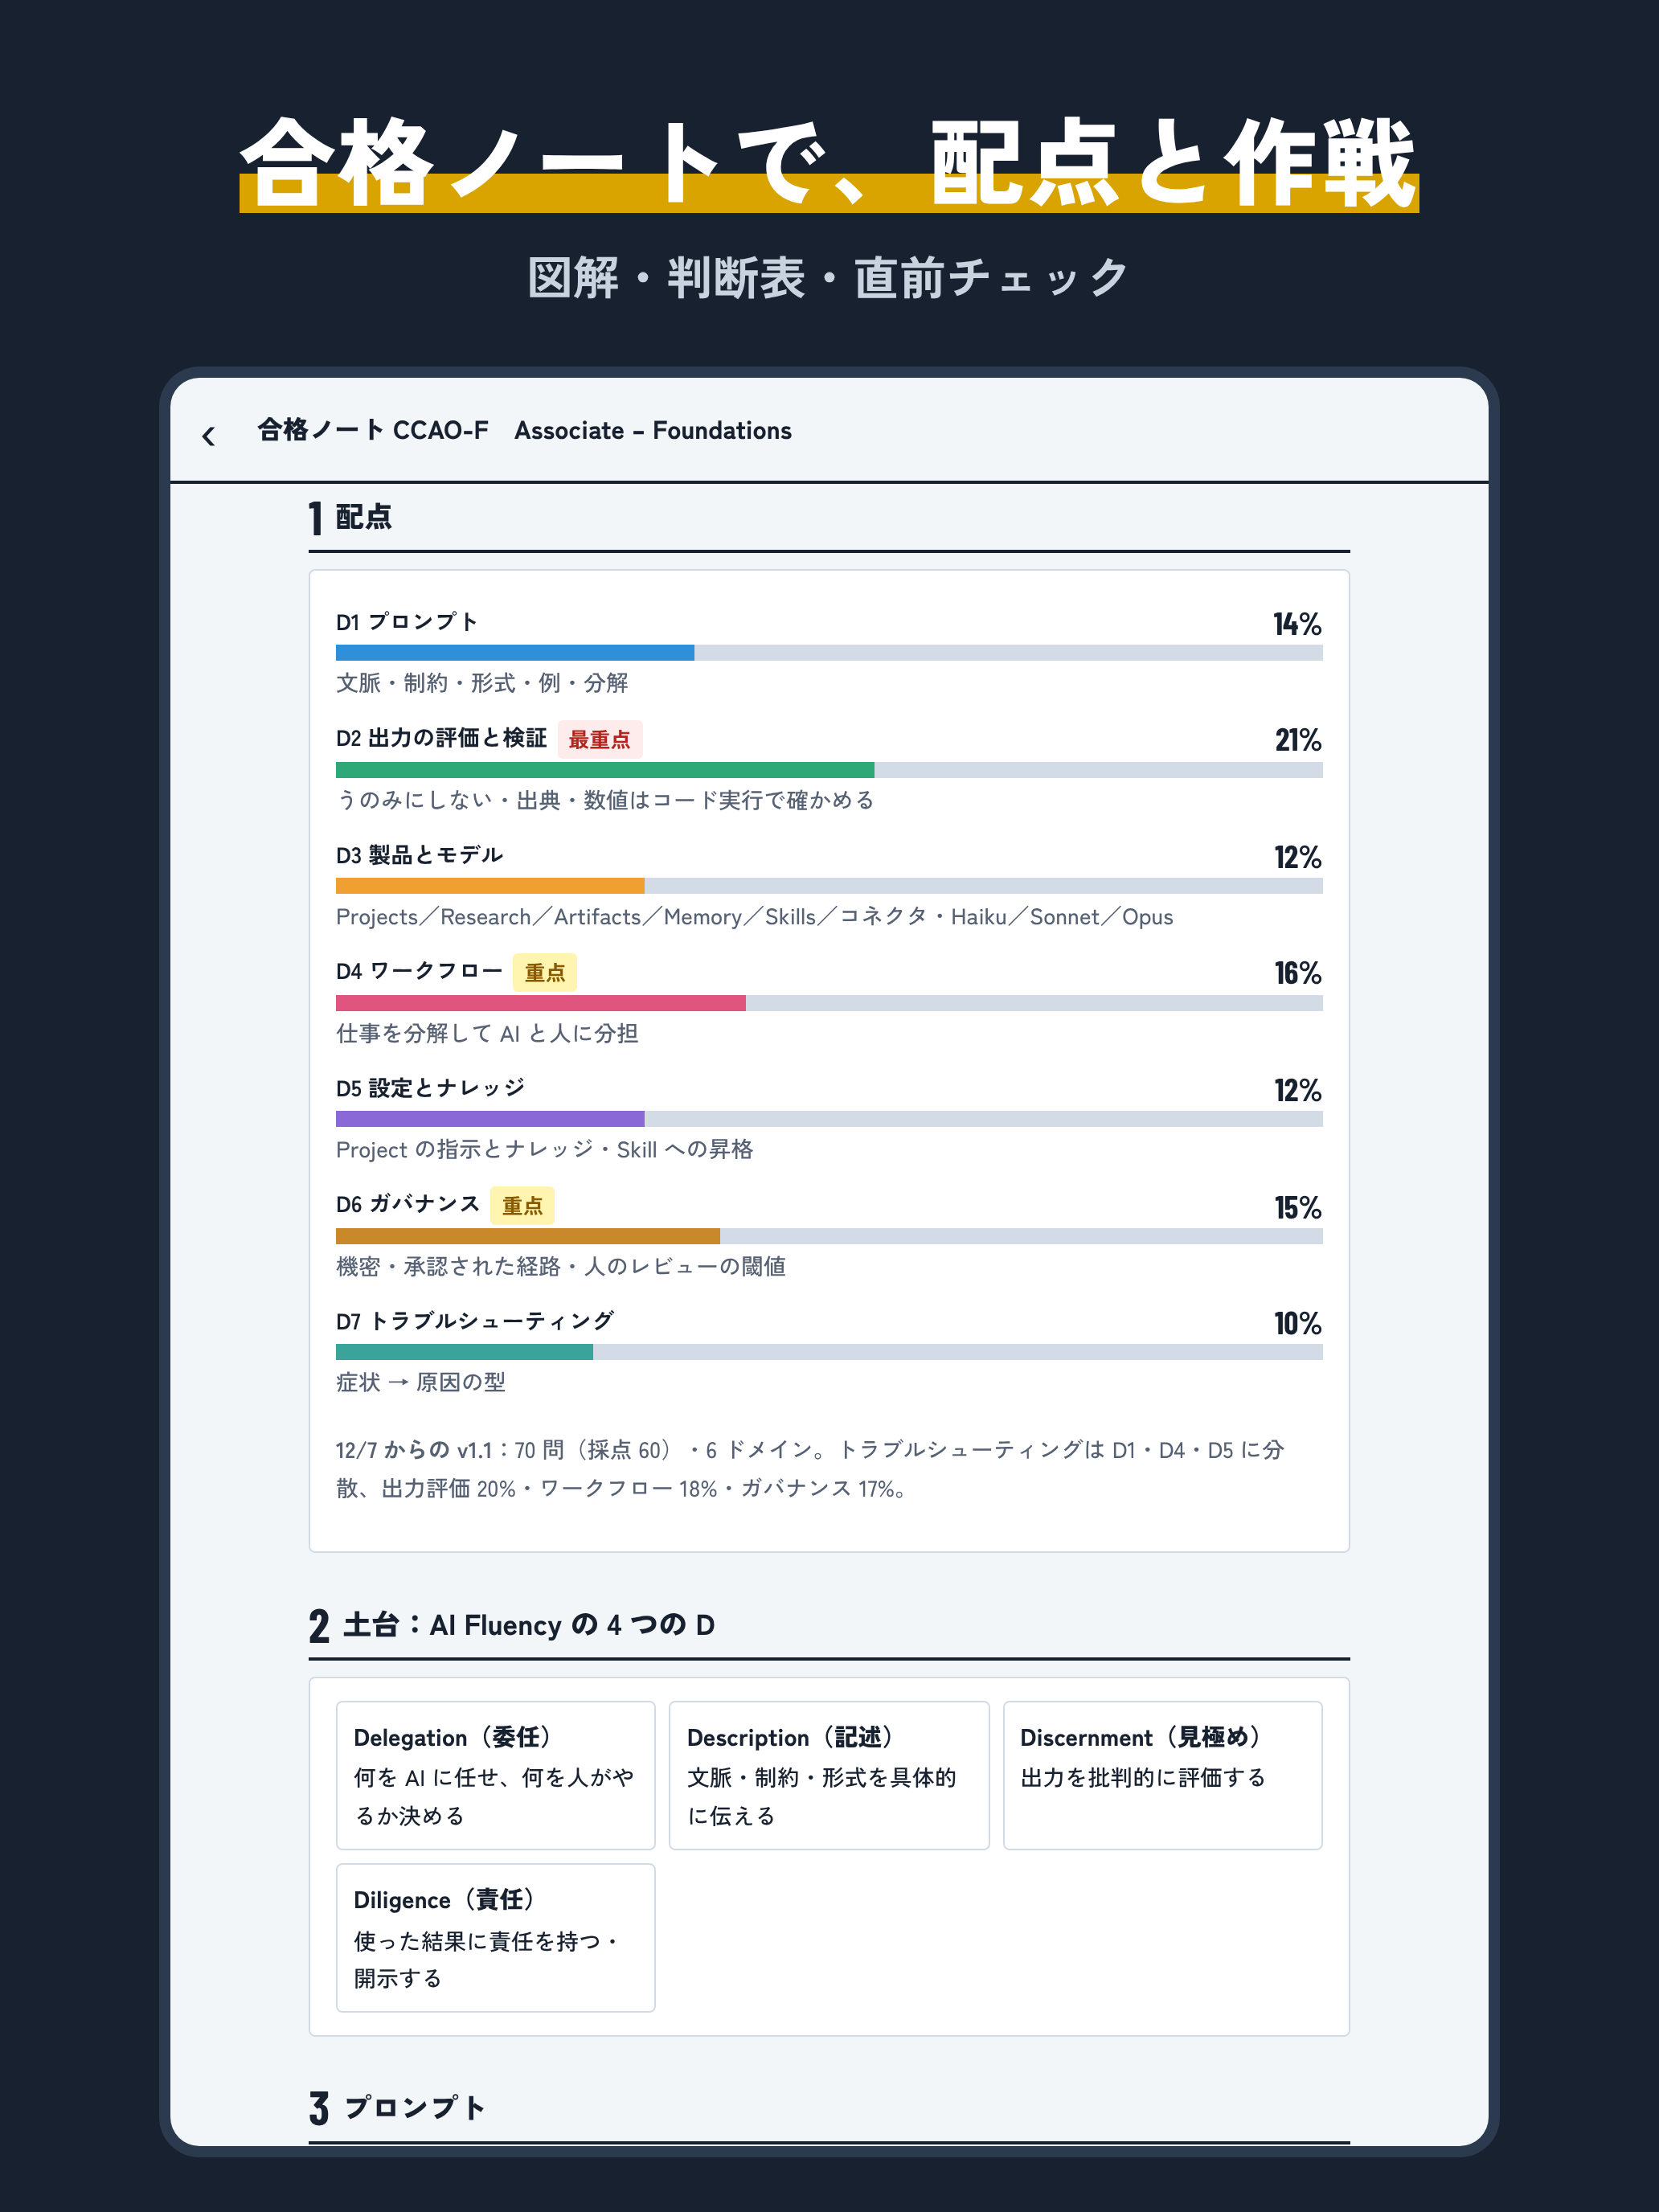 合格ノートで、配点と作戦
図解・判断表・直前チェック
合格ノート CCAO-F Associate – Foundations
1 配点
D1 プロンプト 14%
文脈・制約・形式・例・分解
D2 出力の評価と検証 最重点 21%
うのみにしない・出典・数値はコード実行で確かめる
D3 製品とモデル 12%
Projects／Research／Artifacts／Memory／Skills／コネクタ・Haiku／Sonnet／Opus
D4 ワークフロー 重点 16%
仕事を分解して AI と人に分担
D5 設定とナレッジ 12%
Project の指示とナレッジ・Skill への昇格
D6 ガバナンス 重点 15%
機密・承認された経路・人のレビューの閾値
D7 トラブルシューティング 10%
症状 → 原因の型
12/7 からの v1.1：70 問（採点 60）・6 ドメイン。トラブルシューティングは D1・D4・D5 に分
散、出力評価 20%・ワークフロー 18%・ガバナンス 17%。
2 土台：AI Fluency の 4 つの D
Delegation（委任）
何を AI に任せ、何を人がや
るか決める
Description（記述）
文脈・制約・形式を具体的
に伝える
Discernment（見極め）
出力を批判的に評価する
Diligence（責任）
使った結果に責任を持つ・
開示する
3 プロンプト